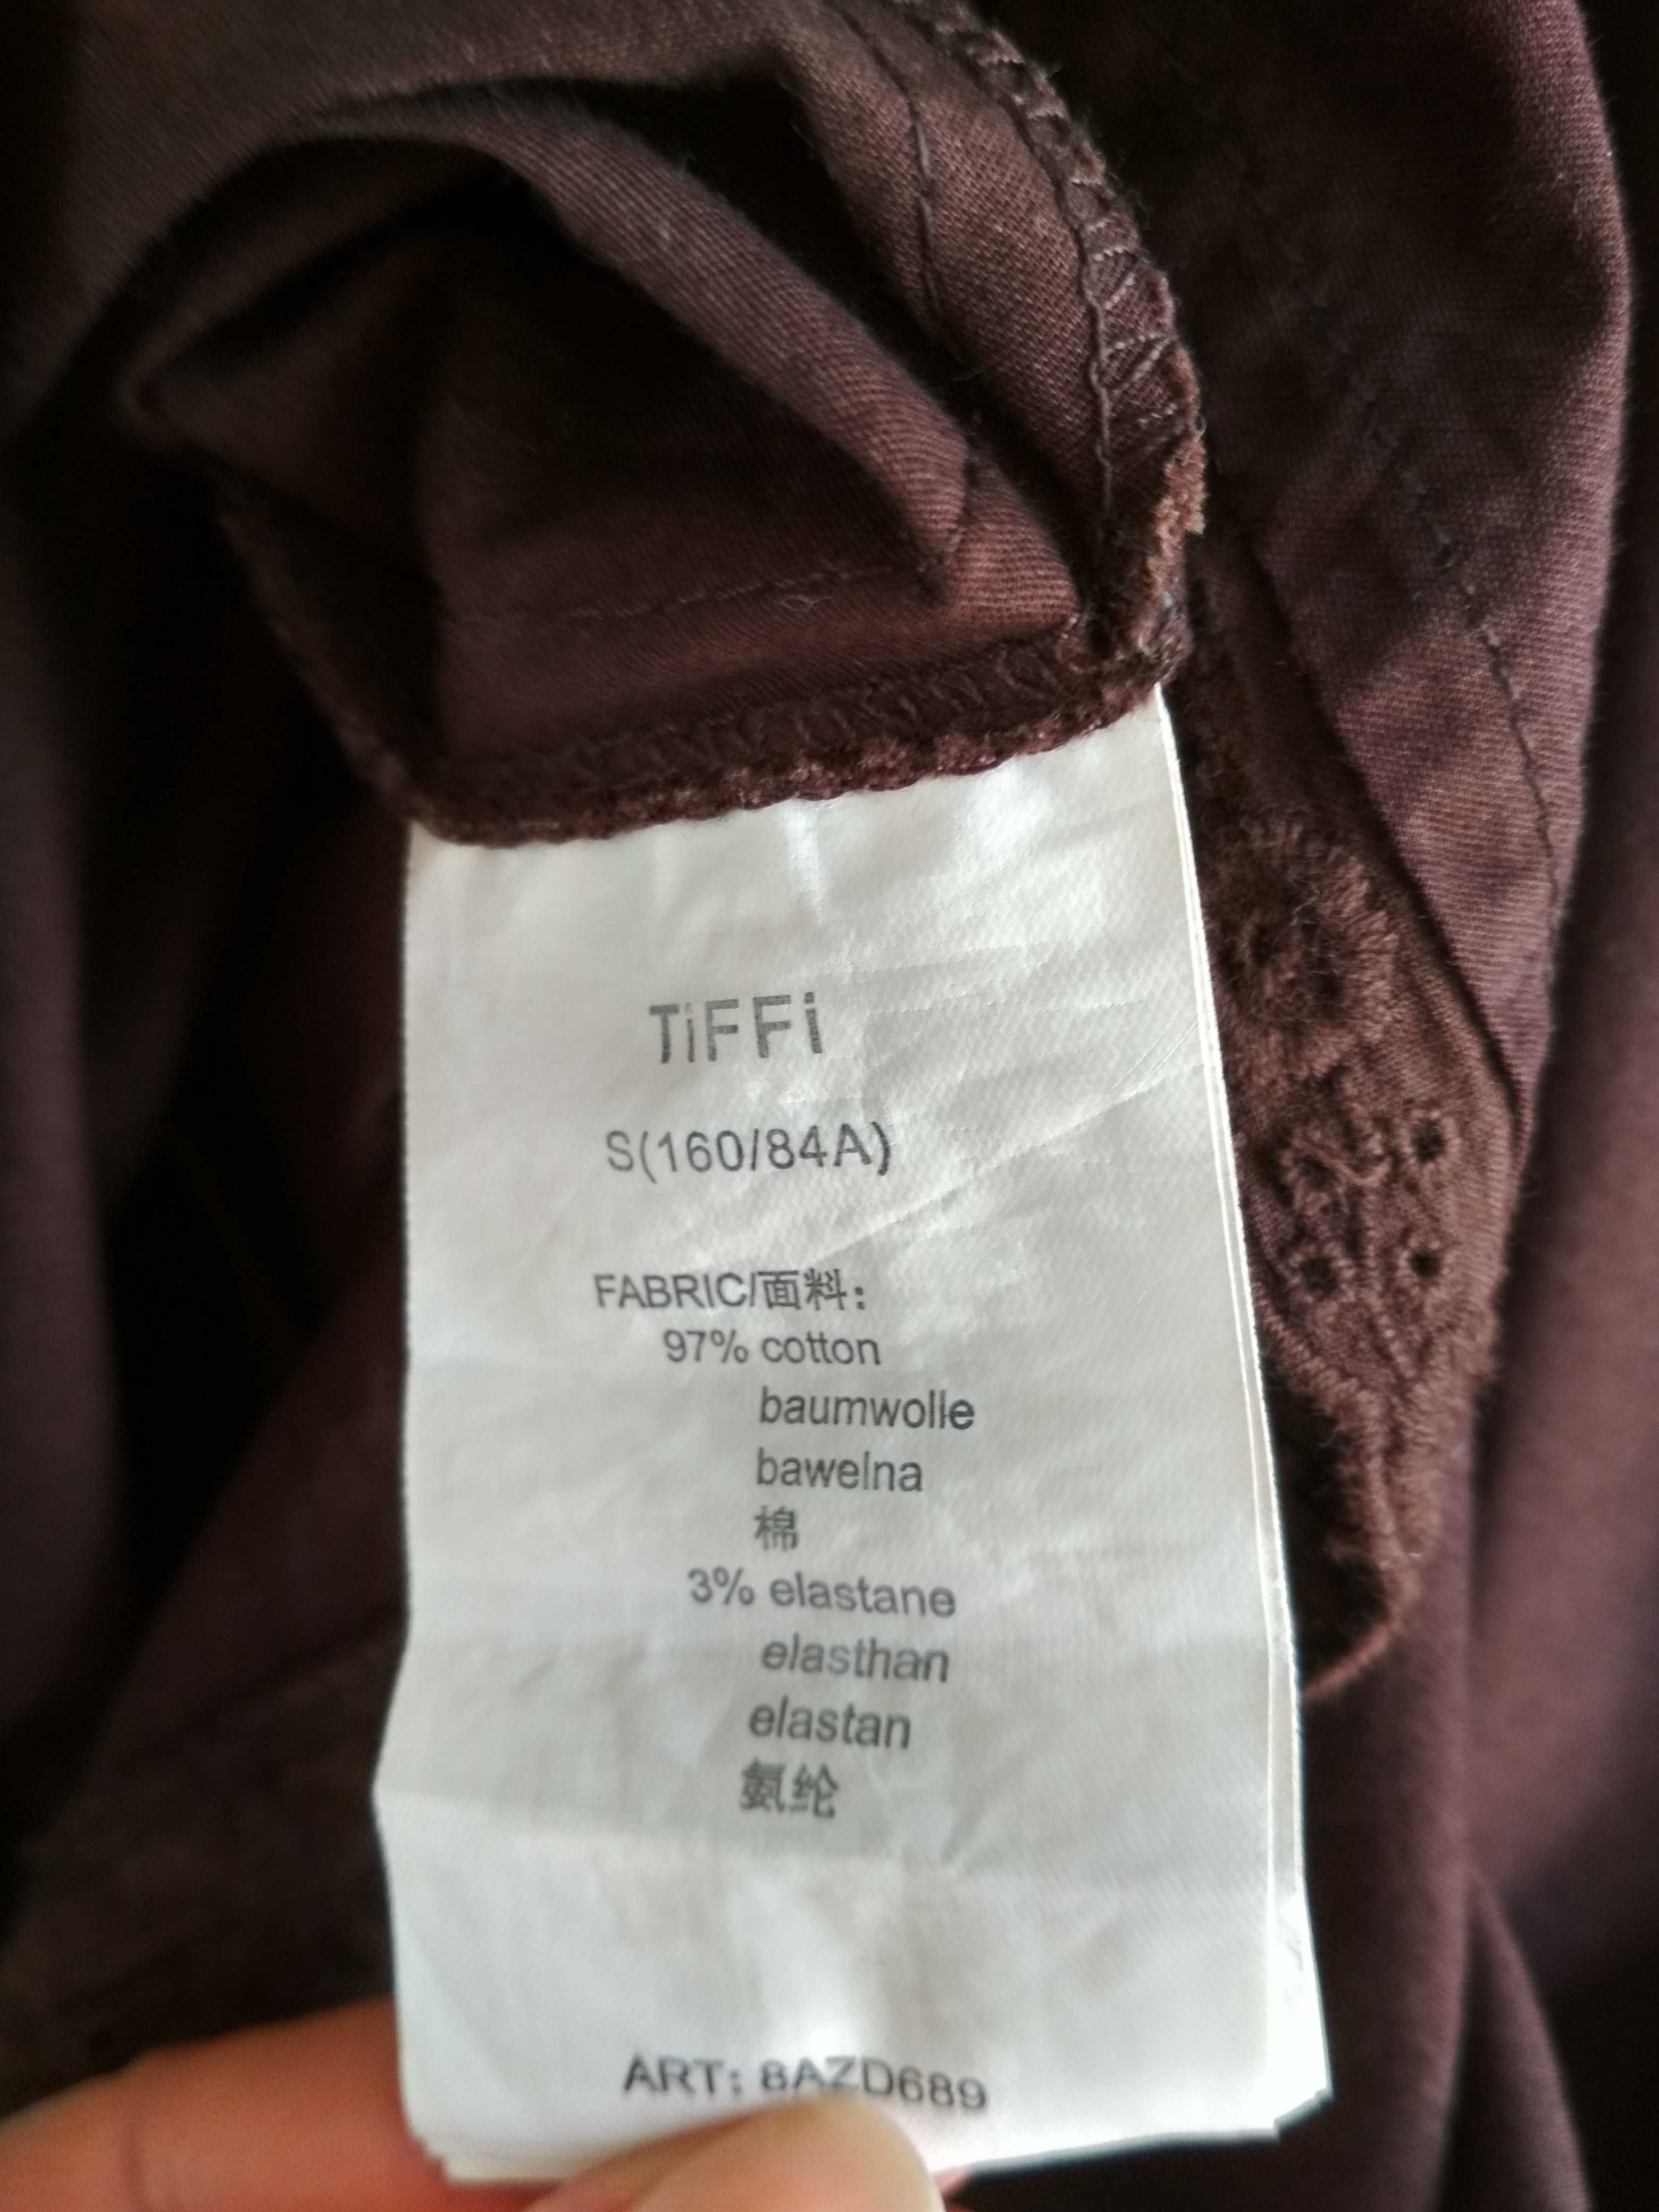 TiFFi
S(160/84A)
FABRIC/面料:
97% cotton
baumwolle
bawelna
棉
3% elastane
elasthan
elastan
氨纶
ART: 8AZD689